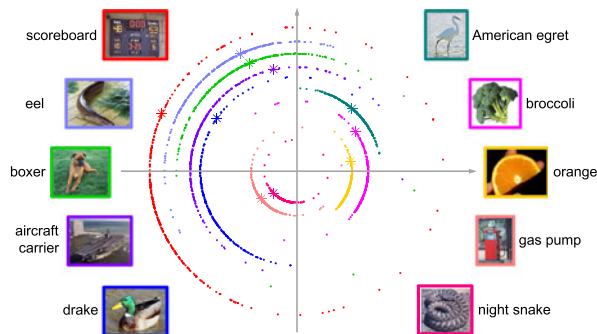 scoreboard
American egret
eel
broccoli
boxer
orange
aircraft
carrier
gas pump
drake
night snake